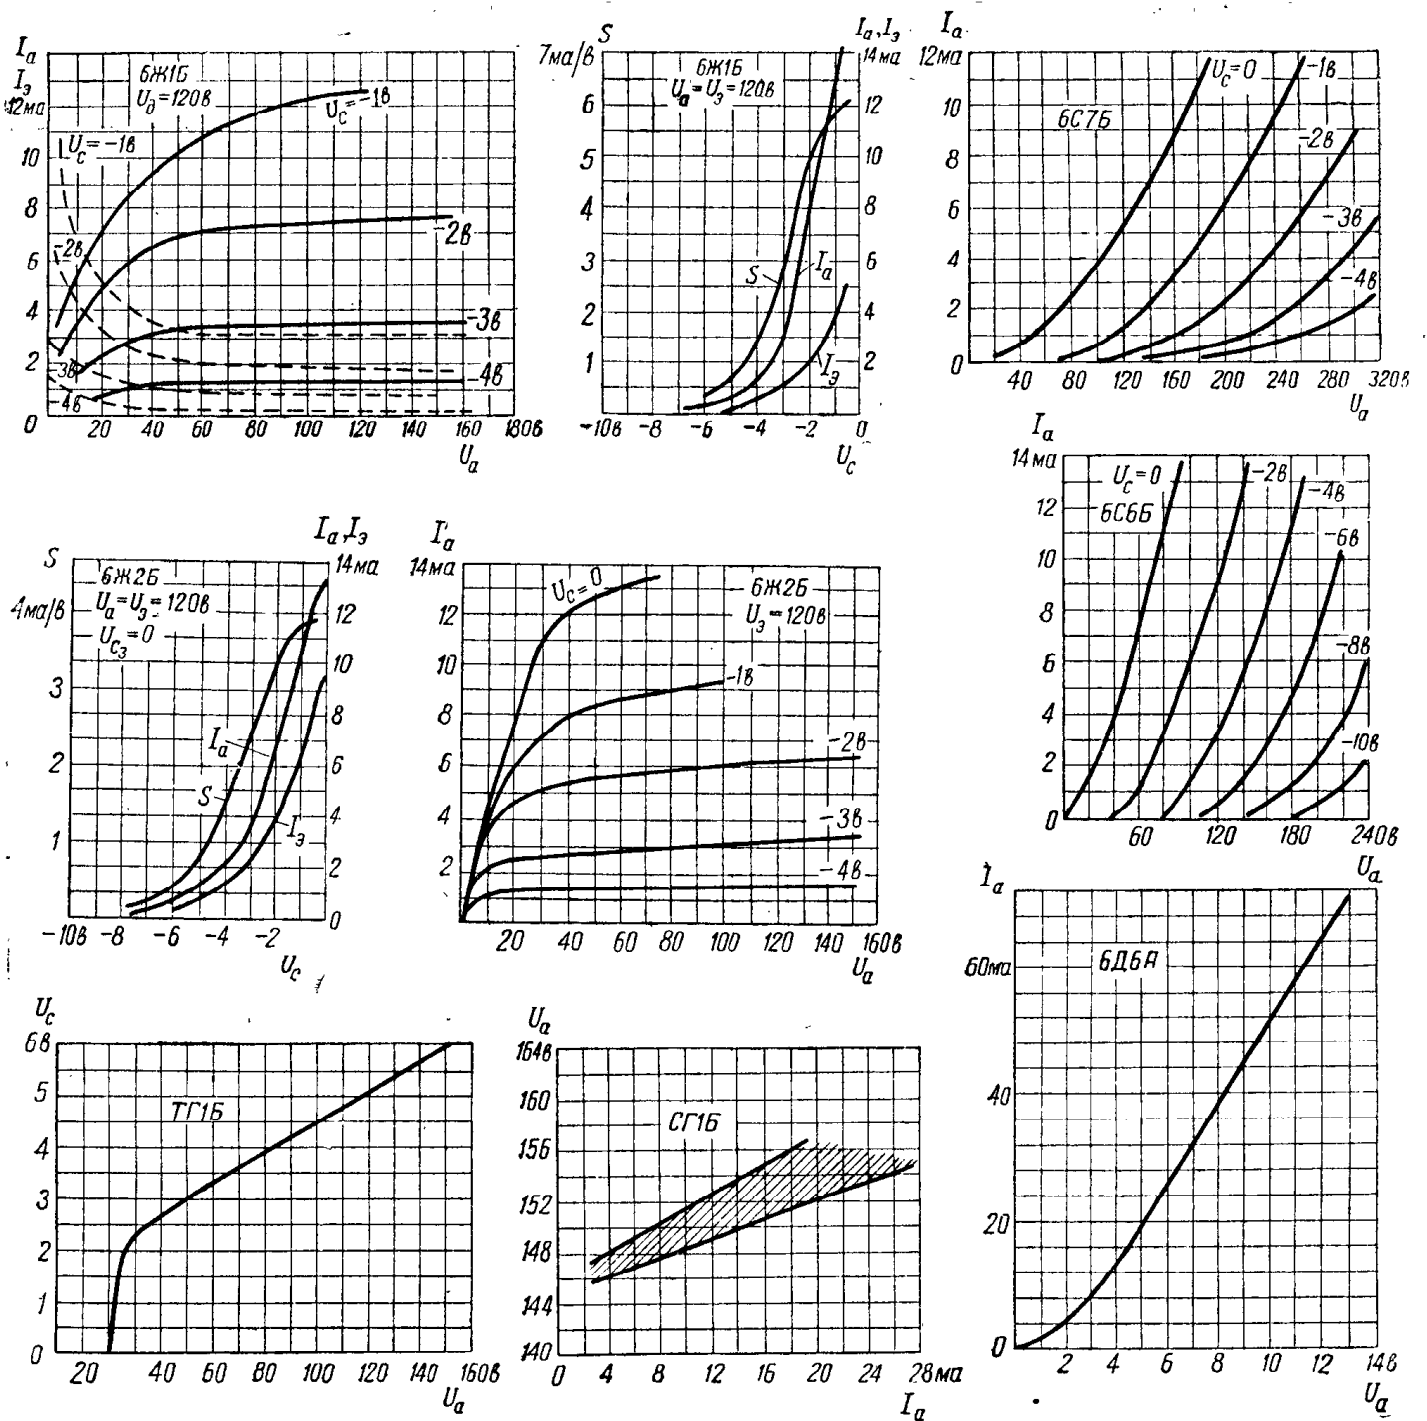 Iа
Iэ
12ма
10
8
6
4
2
0
20 40 60 80 100 120 140 160 180в
Uа
6Ж1Б
Uд=120в
Uс=-1в
Uс=-1в
-2в
-2в
-3в
-3в
-4в
-4в
S
7ма/в
6
5
4
3
2
1
6Ж1Б
Uа=Uэ=120в
S
Iа
Iэ
Iа,Iэ
14ма
12
10
8
6
4
2
-10в -8 -6 -4 -2 0
Uс
Iа
12ма
10
8
6
4
2
0
6С7Б
Uс=0
-1в
-2в
-3в
-4в
40 80 120 160 200 240 280 320в
Uа
S
4ма/в
3
2
1
6Ж2Б
Uа=Uэ=120в
Uсэ=0
Iа
S
Iэ
Iа,Iэ
14ма
12
10
8
6
4
2
0
-10в -8 -6 -4 -2
Uс
Iа
14ма
12
10
8
6
4
2
Uс=0
6Ж2Б
Uэ=120в
-1в
-2в
-3в
-4в
20 40 60 80 100 120 140 160в
Uа
Iа
14ма
12
10
8
6
4
2
0
Uс=0
6С6Б
-2в
-4в
-6в
-8в
-10в
60 120 180 240в
Uа
Uс
6в
5
4
3
2
1
0
ТГ1Б
20 40 60 80 100 120 140 160в
Uа
Uа
164в
160
156
152
148
144
140
СГ1Б
0 4 8 12 16 20 24 28ма
Iа
Iа
60ма
40
20
0
6Д6А
2 4 6 8 10 12 14в
Uа